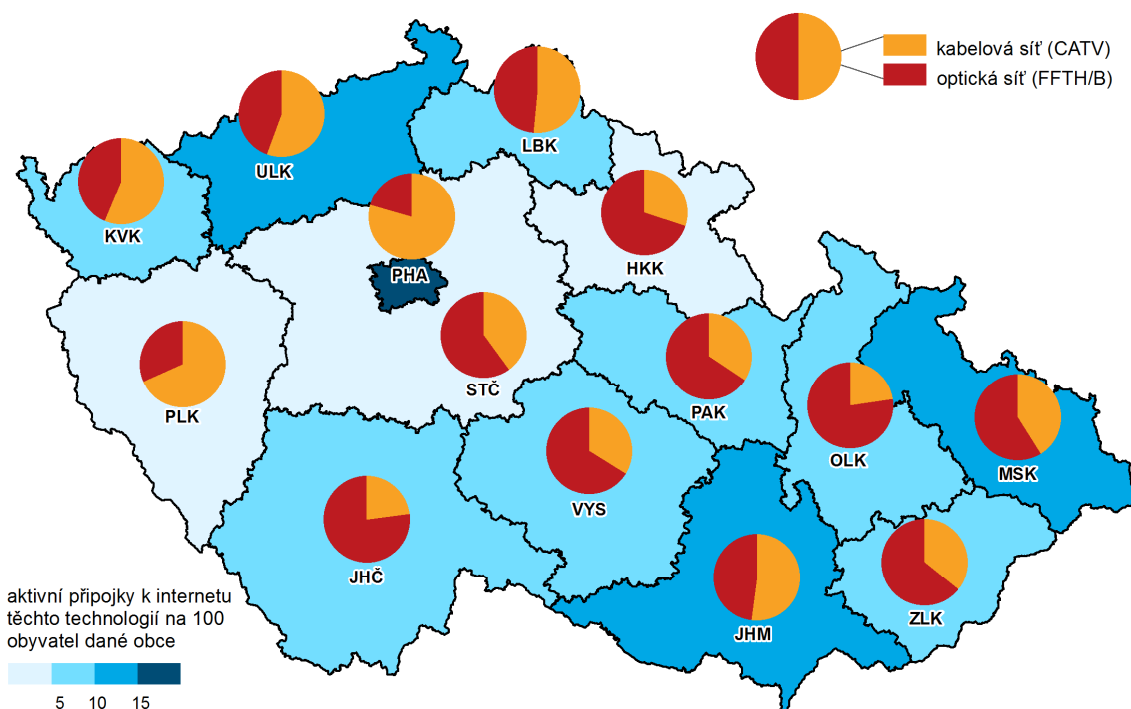 kabelová síť (CATV)
optická síť (FFTH/B)
LBK
ULK
KVK
HKK
PHA
STČ
PLK
PAK
OLK
MSK
VYS
JHČ
ZLK
JHM
aktivní připojky k internetu
těchto technologií na 100
obyvatel dané obce
5 10 15